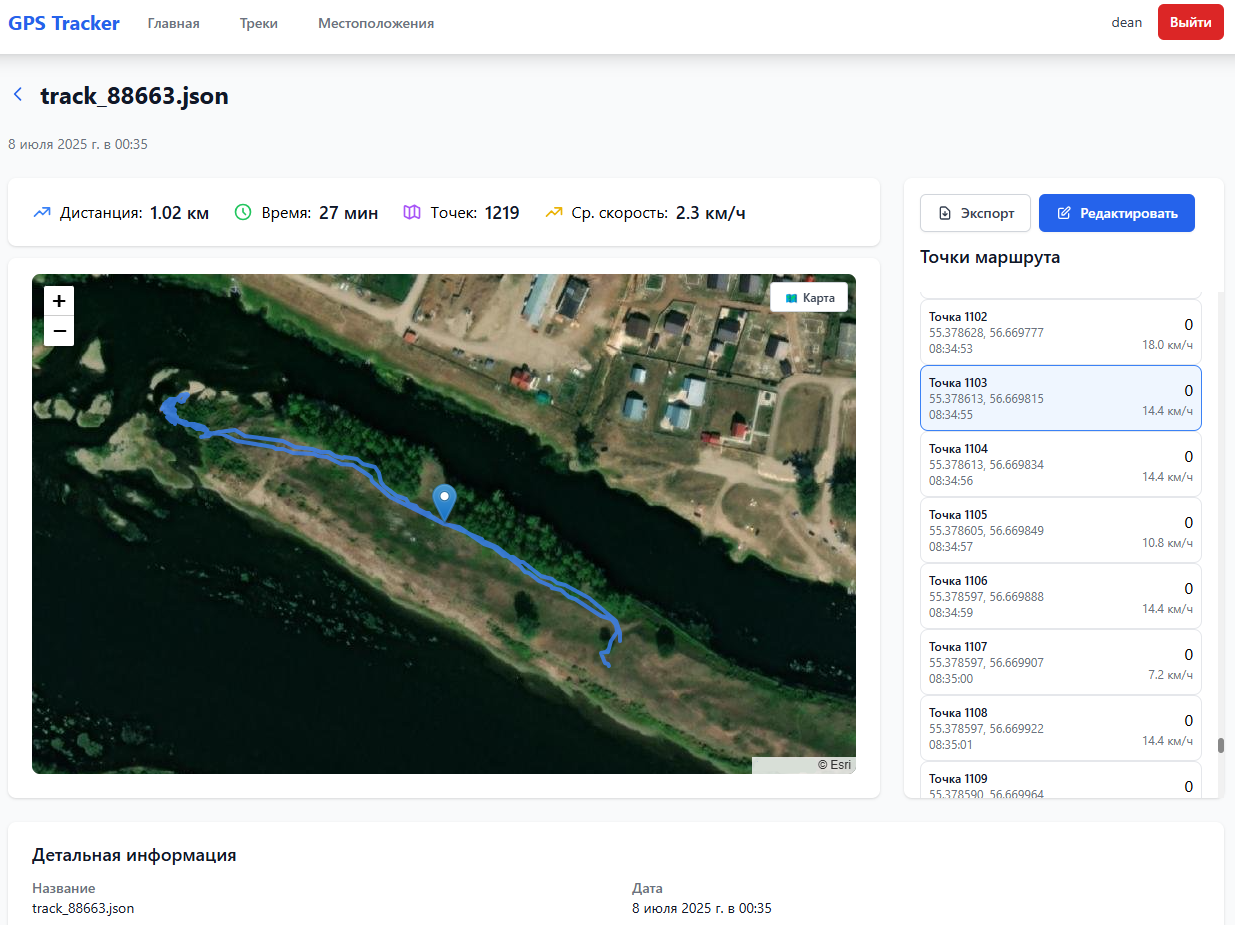 GPS Tracker Главная Треки Местоположения dean Выйти
track_88663.json
8 июля 2025 г. в 00:35
Дистанция: 1.02 км Время: 27 мин Точек: 1219 Ср. скорость: 2.3 км/ч
+
−
Карта
© Esri
Экспорт Редактировать
Точки маршрута
Точка 1102
55.378628, 56.669777
08:34:53
0
18.0 км/ч
Точка 1103
55.378613, 56.669815
08:34:55
0
14.4 км/ч
Точка 1104
55.378613, 56.669834
08:34:56
0
14.4 км/ч
Точка 1105
55.378605, 56.669849
08:34:57
0
10.8 км/ч
Точка 1106
55.378597, 56.669888
08:34:59
0
14.4 км/ч
Точка 1107
55.378597, 56.669907
08:35:00
0
7.2 км/ч
Точка 1108
55.378597, 56.669922
08:35:01
0
14.4 км/ч
Точка 1109
55.378590, 56.669964
0
Детальная информация
Название
track_88663.json
Дата
8 июля 2025 г. в 00:35